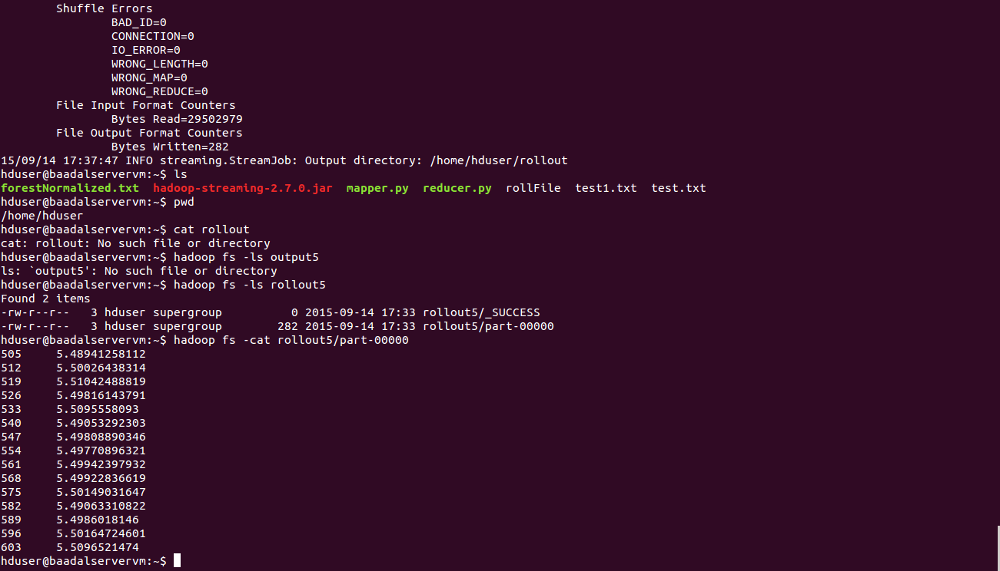 Shuffle Errors
BAD_ID=0
CONNECTION=0
IO_ERROR=0
WRONG_LENGTH=0
WRONG_MAP=0
WRONG_REDUCE=0
File Input Format Counters
Bytes Read=29502979
File Output Format Counters
Bytes Written=282
15/09/14 17:37:47 INFO streaming.StreamJob: Output directory: /home/hduser/rollout
hduser@baadalservervm:~$ ls
forestNormalized.txt  hadoop-streaming-2.7.0.jar  mapper.py  reducer.py  rollFile  test1.txt  test.txt
hduser@baadalservervm:~$ pwd
/home/hduser
hduser@baadalservervm:~$ cat rollout
cat: rollout: No such file or directory
hduser@baadalservervm:~$ hadoop fs -ls output5
ls: `output5': No such file or directory
hduser@baadalservervm:~$ hadoop fs -ls rollout5
Found 2 items
-rw-r--r--   3 hduser supergroup          0 2015-09-14 17:33 rollout5/_SUCCESS
-rw-r--r--   3 hduser supergroup        282 2015-09-14 17:33 rollout5/part-00000
hduser@baadalservervm:~$ hadoop fs -cat rollout5/part-00000
505     5.48941258112
512     5.50026438314
519     5.51042488819
526     5.49816143791
533     5.5095558093
540     5.49053292303
547     5.49808890346
554     5.49770896321
561     5.49942397932
568     5.49922836619
575     5.50149031647
582     5.49063310822
589     5.4986018146
596     5.50164724601
603     5.5096521474
hduser@baadalservervm:~$